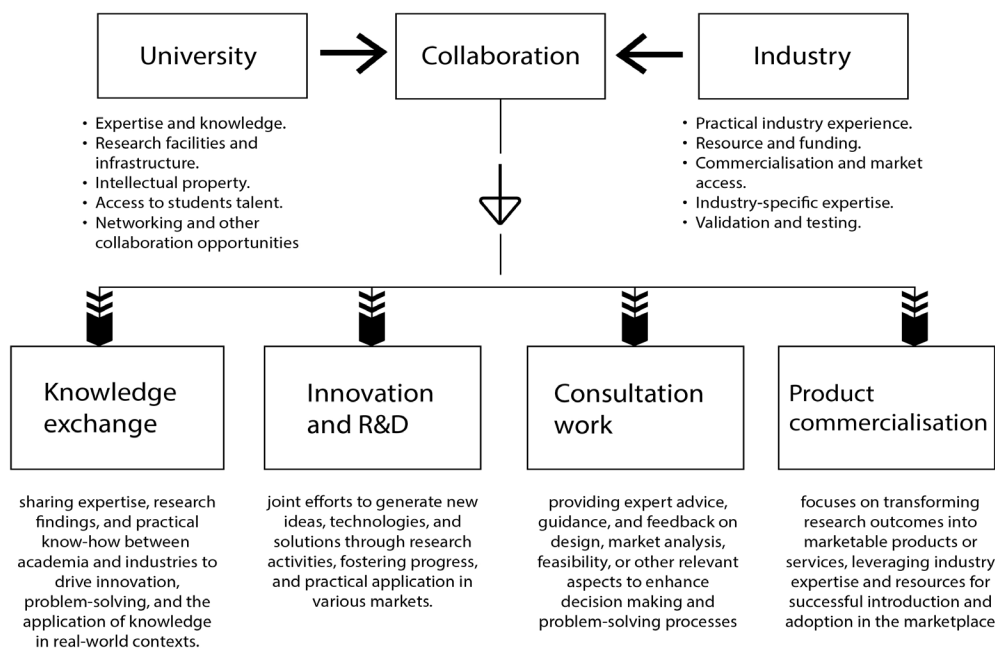 University
Collaboration
Industry
• Expertise and knowledge.
• Research facilities and
infrastructure.
• Intellectual property.
• Access to students talent.
• Networking and other
collaboration opportunities
• Practical industry experience.
• Resource and funding.
• Commercialisation and market
access.
• Industry-specific expertise.
• Validation and testing.
Knowledge
exchange
Innovation
and R&D
Consultation
work
Product
commercialisation
sharing expertise, research
findings, and practical
know-how between
academia and industries to
drive innovation,
problem-solving, and the
application of knowledge
in real-world contexts.
joint efforts to generate new
ideas, technologies, and
solutions through research
activities, fostering progress,
and practical application in
various markets.
providing expert advice,
guidance, and feedback on
design, market analysis,
feasibility, or other relevant
aspects to enhance
decision making and
problem-solving processes
focuses on transforming
research outcomes into
marketable products or
services, leveraging industry
expertise and resources for
successful introduction and
adoption in the marketplace